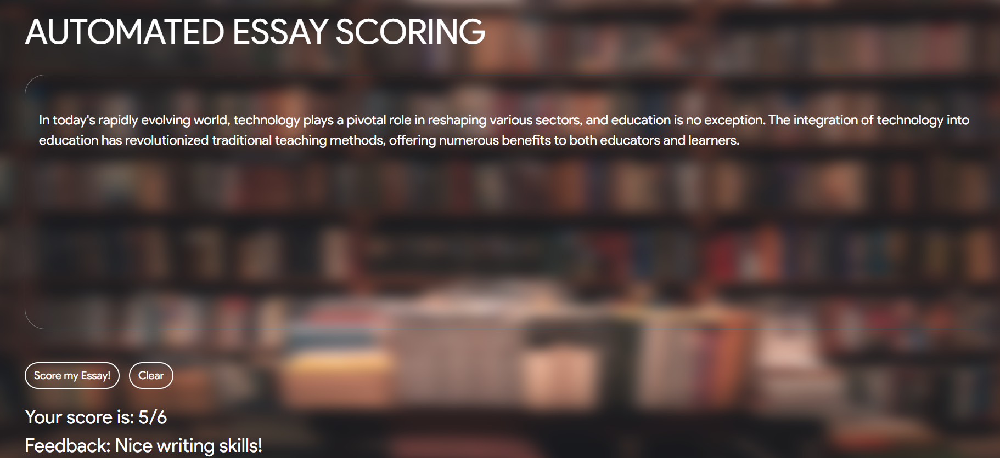 AUTOMATED ESSAY SCORING
In today's rapidly evolving world, technology plays a pivotal role in reshaping various sectors, and education is no exception. The integration of technology into
education has revolutionized traditional teaching methods, offering numerous benefits to both educators and learners.
Score my Essay!
Clear
Your score is: 5/6
Feedback: Nice writing skills!